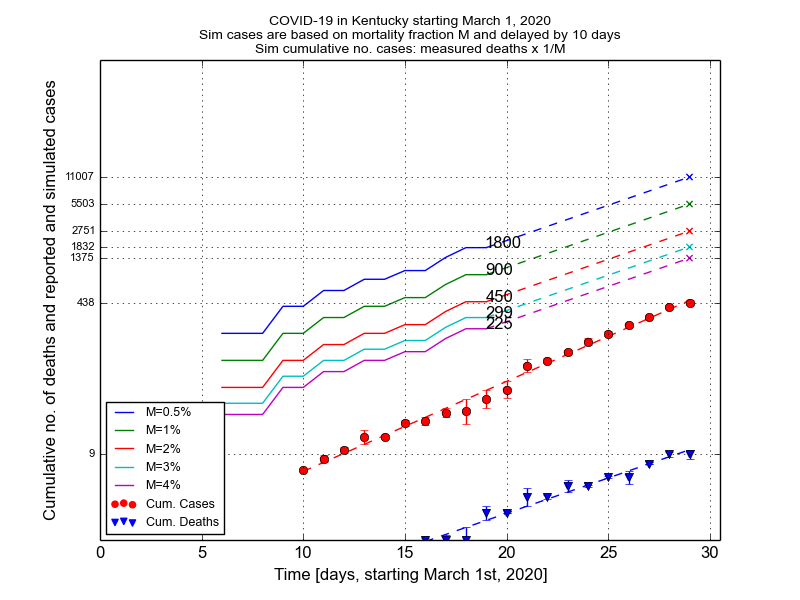 COVID-19 in Kentucky starting March 1, 2020
Sim cases are based on mortality fraction M and delayed by 10 days
Sim cumulative no. cases: measured deaths x 1/M
Cumulative no. of deaths and reported and simulated cases
11007
5503
2751
1832
1375
438
9
1800
900
450
299
225
M=0.5%
M=1%
M=2%
M=3%
M=4%
Cum. Cases
Cum. Deaths
0 5 10 15 20 25 30
Time [days, starting March 1st, 2020]